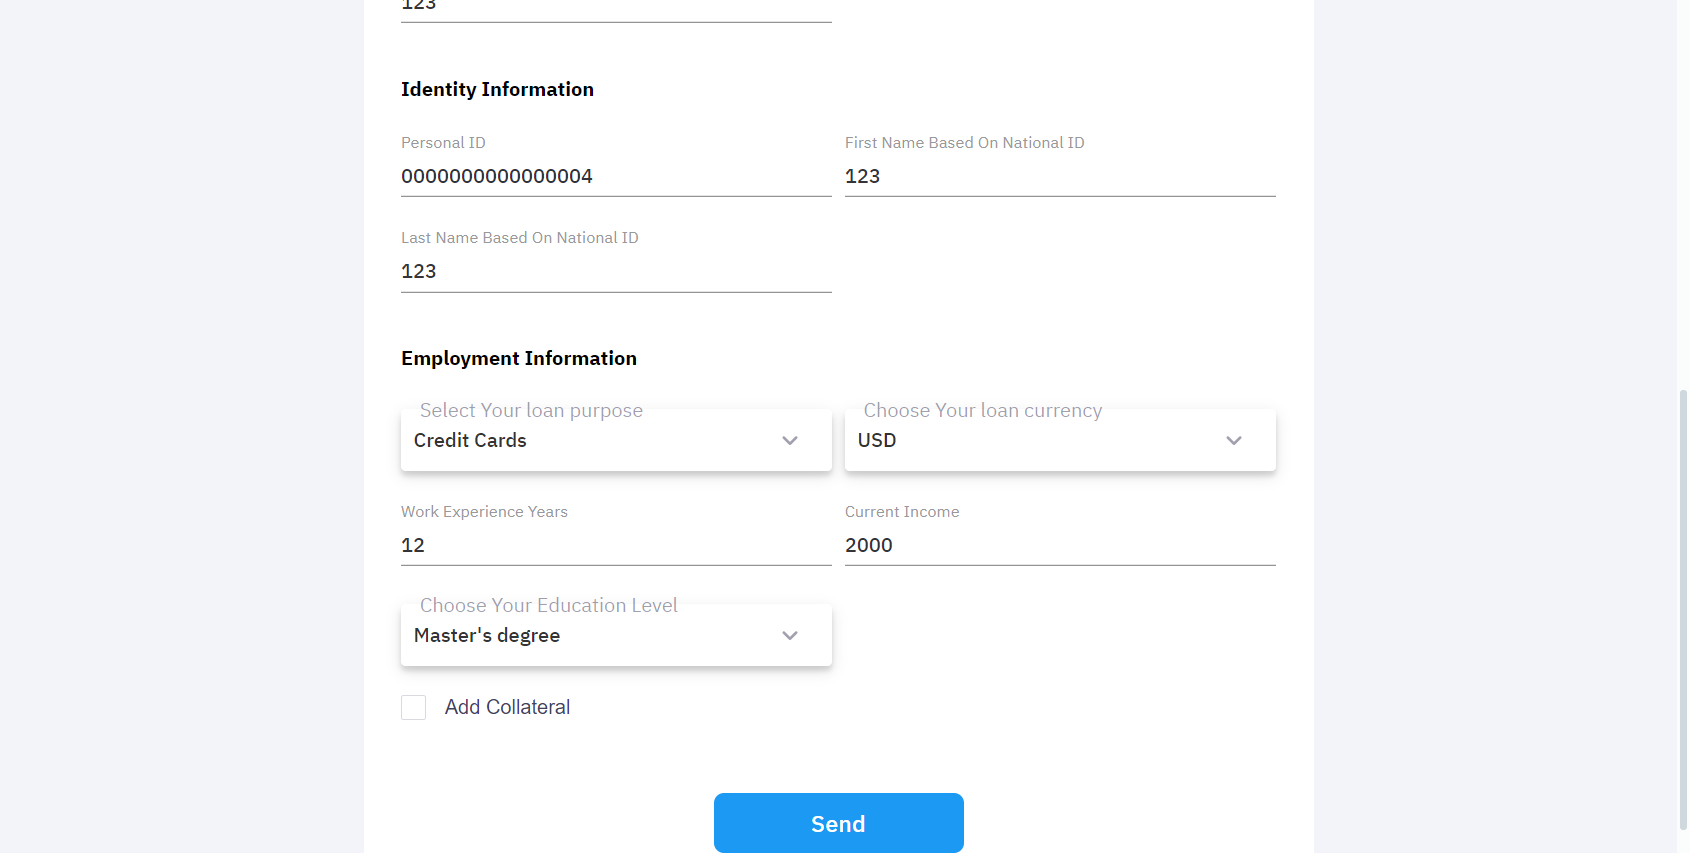 123
Identity Information
Personal ID
First Name Based On National ID
0000000000000004
123
Last Name Based On National ID
123
Employment Information
Select Your loan purpose
Choose Your loan currency
Credit Cards
USD
Work Experience Years
Current Income
12
2000
Choose Your Education Level
Master's degree
Add Collateral
Send